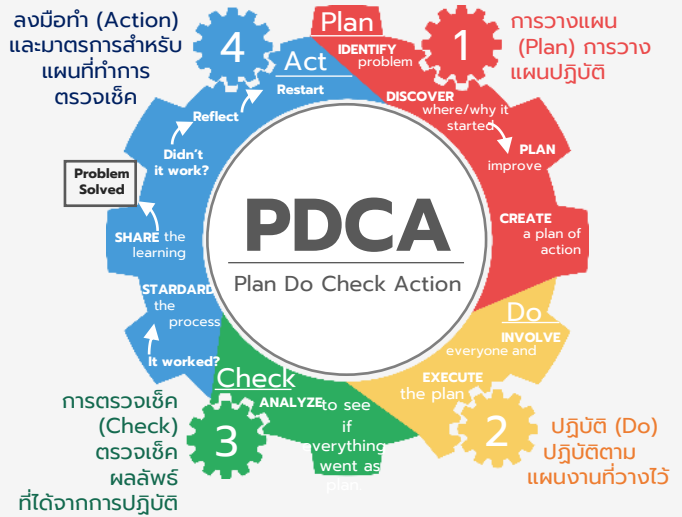 ลงมือทำ (Action)
และมาตรการสำหรับ
แผนที่ทำการ
ตรวจเช็ค
4
Act
Restart
Reflect
Didn't
it work?
Problem
Solved
SHARE the
learning
STARDARD
the
process
It worked?
Plan
IDENTIFY
problem
DISCOVER
where/why it
started
PLAN
improve
CREATE
a plan of
action
1
การวางแผน
(Plan) การวาง
แผนปฏิบัติ
PDCA
Plan Do Check Action
Do
INVOLVE
everyone and
EXECUTE
the plan
2
ปฏิบัติ (Do)
ปฏิบัติตาม
แผนงานที่วางไว้
Check
ANALYZE to see
if
everything
went as
plan
3
การตรวจเช็ค
(Check)
ตรวจเช็ค
ผลลัพธ์
ที่ได้จากการปฏิบัติ